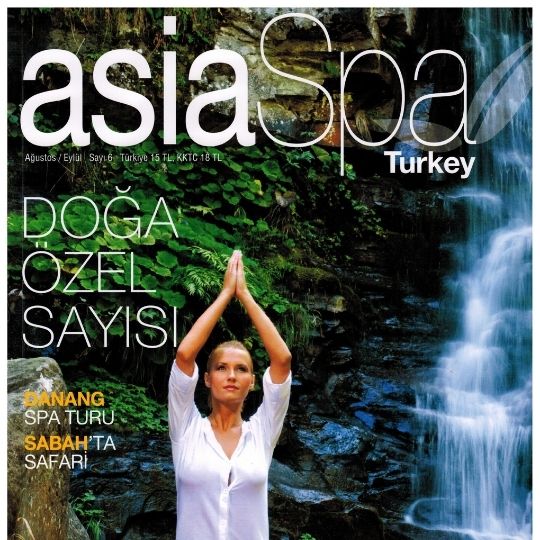 asiaSpa
Turkey
Ağustos / Eylül Sayı 6 Türkiye 15 TL, KKTC 18 TL
DOĞA
ÖZEL
SAYISI
DANANG
SPA TURU
SABAH'TA
SAFARİ